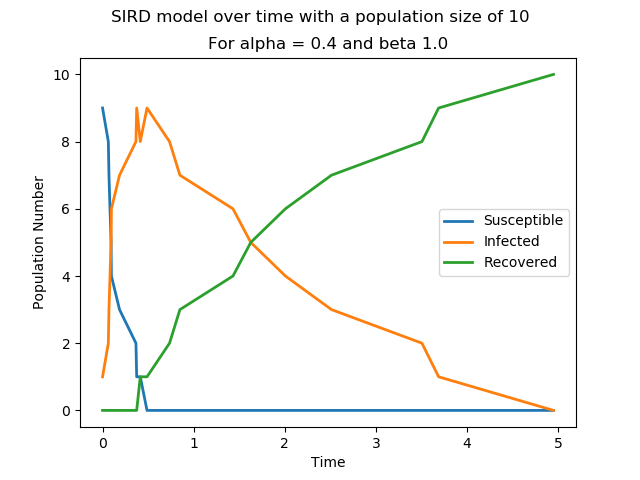 SIRD model over time with a population size of 10
For alpha = 0.4 and beta 1.0
10
8
6
4
2
0
Population Number
Susceptible
Infected
Recovered
0 1 2 3 4 5
Time